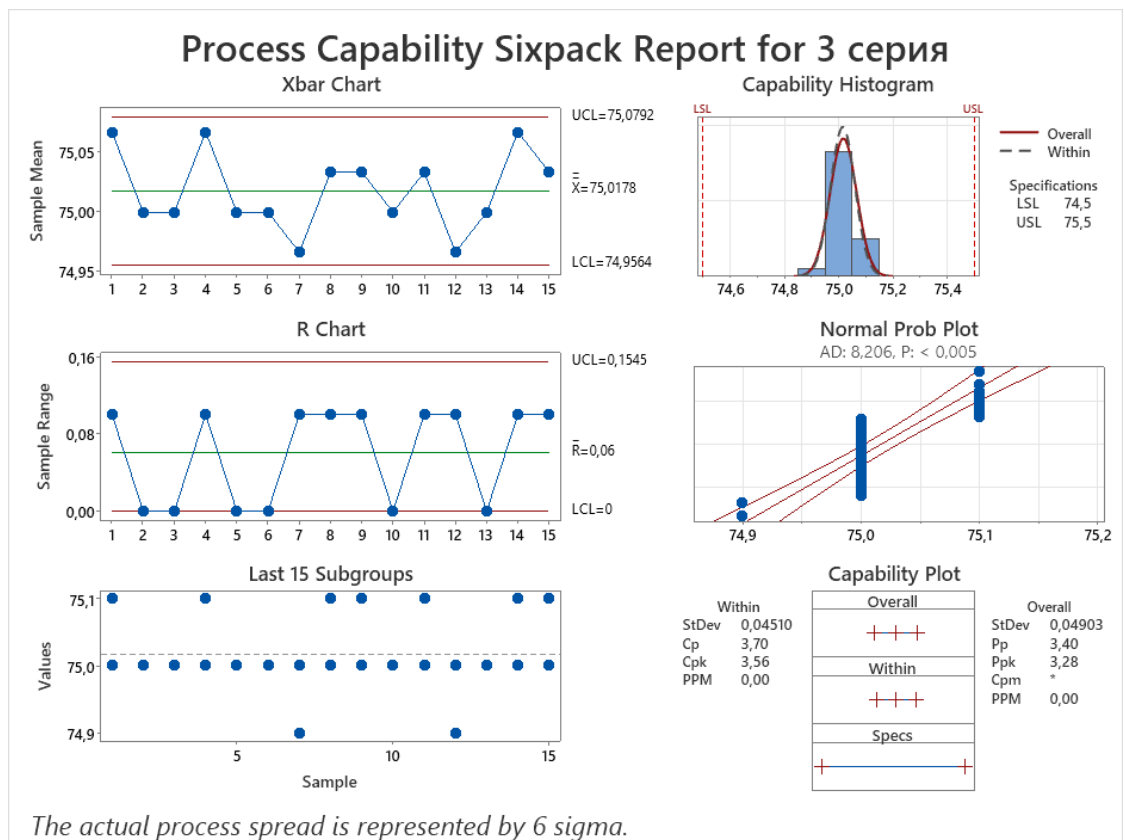 Process Capability Sixpack Report for 3 серия
Xbar Chart
Sample Mean
75,05
75,00
74,95
UCL=75,0792
X=75,0178
LCL=74,9564
1 2 3 4 5 6 7 8 9 10 11 12 13 14 15
Capability Histogram
LSL USL
74,6 74,8 75,0 75,2 75,4
Overall
Within
Specifications
LSL 74,5
USL 75,5
R Chart
Sample Range
0,16
0,08
0,00
UCL=0,1545
R=0,06
LCL=0
1 2 3 4 5 6 7 8 9 10 11 12 13 14 15
Normal Prob Plot
AD: 8,206, P: < 0,005
74,9 75,0 75,1 75,2
Last 15 Subgroups
Values
75,1
75,0
74,9
5 10 15
Sample
Capability Plot
Within
StDev 0,04510
Cp 3,70
Cpk 3,56
PPM 0,00
Overall
Within
Specs
Overall
StDev 0,04903
Pp 3,40
Ppk 3,28
Cpm *
PPM 0,00
The actual process spread is represented by 6 sigma.